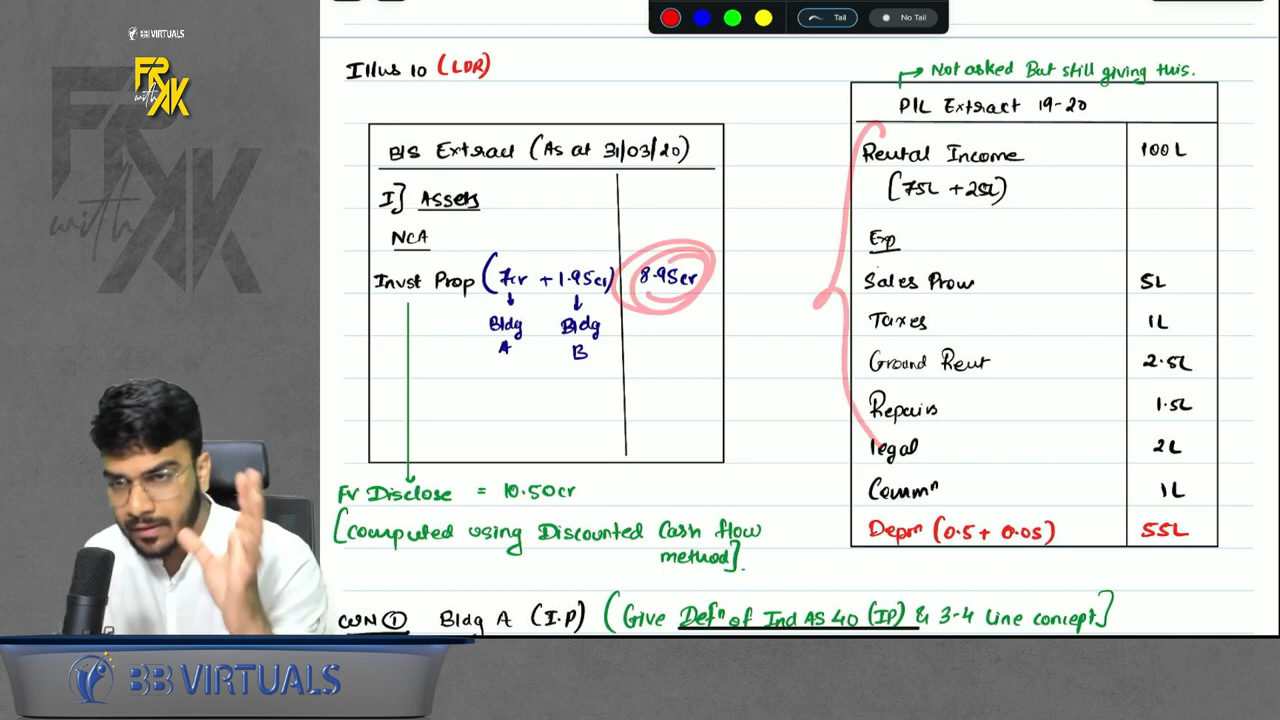 BB VIRTUALS
FR
with
AK
Tail
No Tail
Illus 10 (LDR)
Not asked But still giving this.
B/S Extract (As at 31/03/20)
I] Assets
NCA
Invst Prop (7cr + 1.95cr) 8.95cr
Bldg A
Bldg B
FV Disclose = 10.50cr
[computed using Discounted Cash flow
method].
P/L Extract 19-20
Rental Income 100L
(75L + 25L)
Exp
Sales Prom 5L
Taxes 1L
Ground Rent 2.5L
Repairs 1.5L
legal 2L
Commn 1L
Deprn (0.5 + 0.05) 55L
WN ① Bldg A (I.P) (Give Defn of Ind AS 40 (IP) & 3-4 Line concept]
BB VIRTUALS